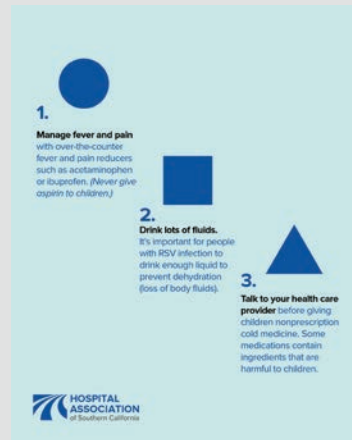 1.
Manage fever and pain
with over-the-counter
fever and pain reducers
such as acetaminophen
or ibuprofen. (Never give
aspirin to children.)
2.
Drink lots of fluids.
It's important for people
with RSV infection to
drink enough liquid to
prevent dehydration
(loss of body fluids).
3.
Talk to your health care
provider before giving
children nonprescription
cold medicine. Some
medications contain
ingredients that are
harmful to children.
HOSPITAL
ASSOCIATION
of Southern California